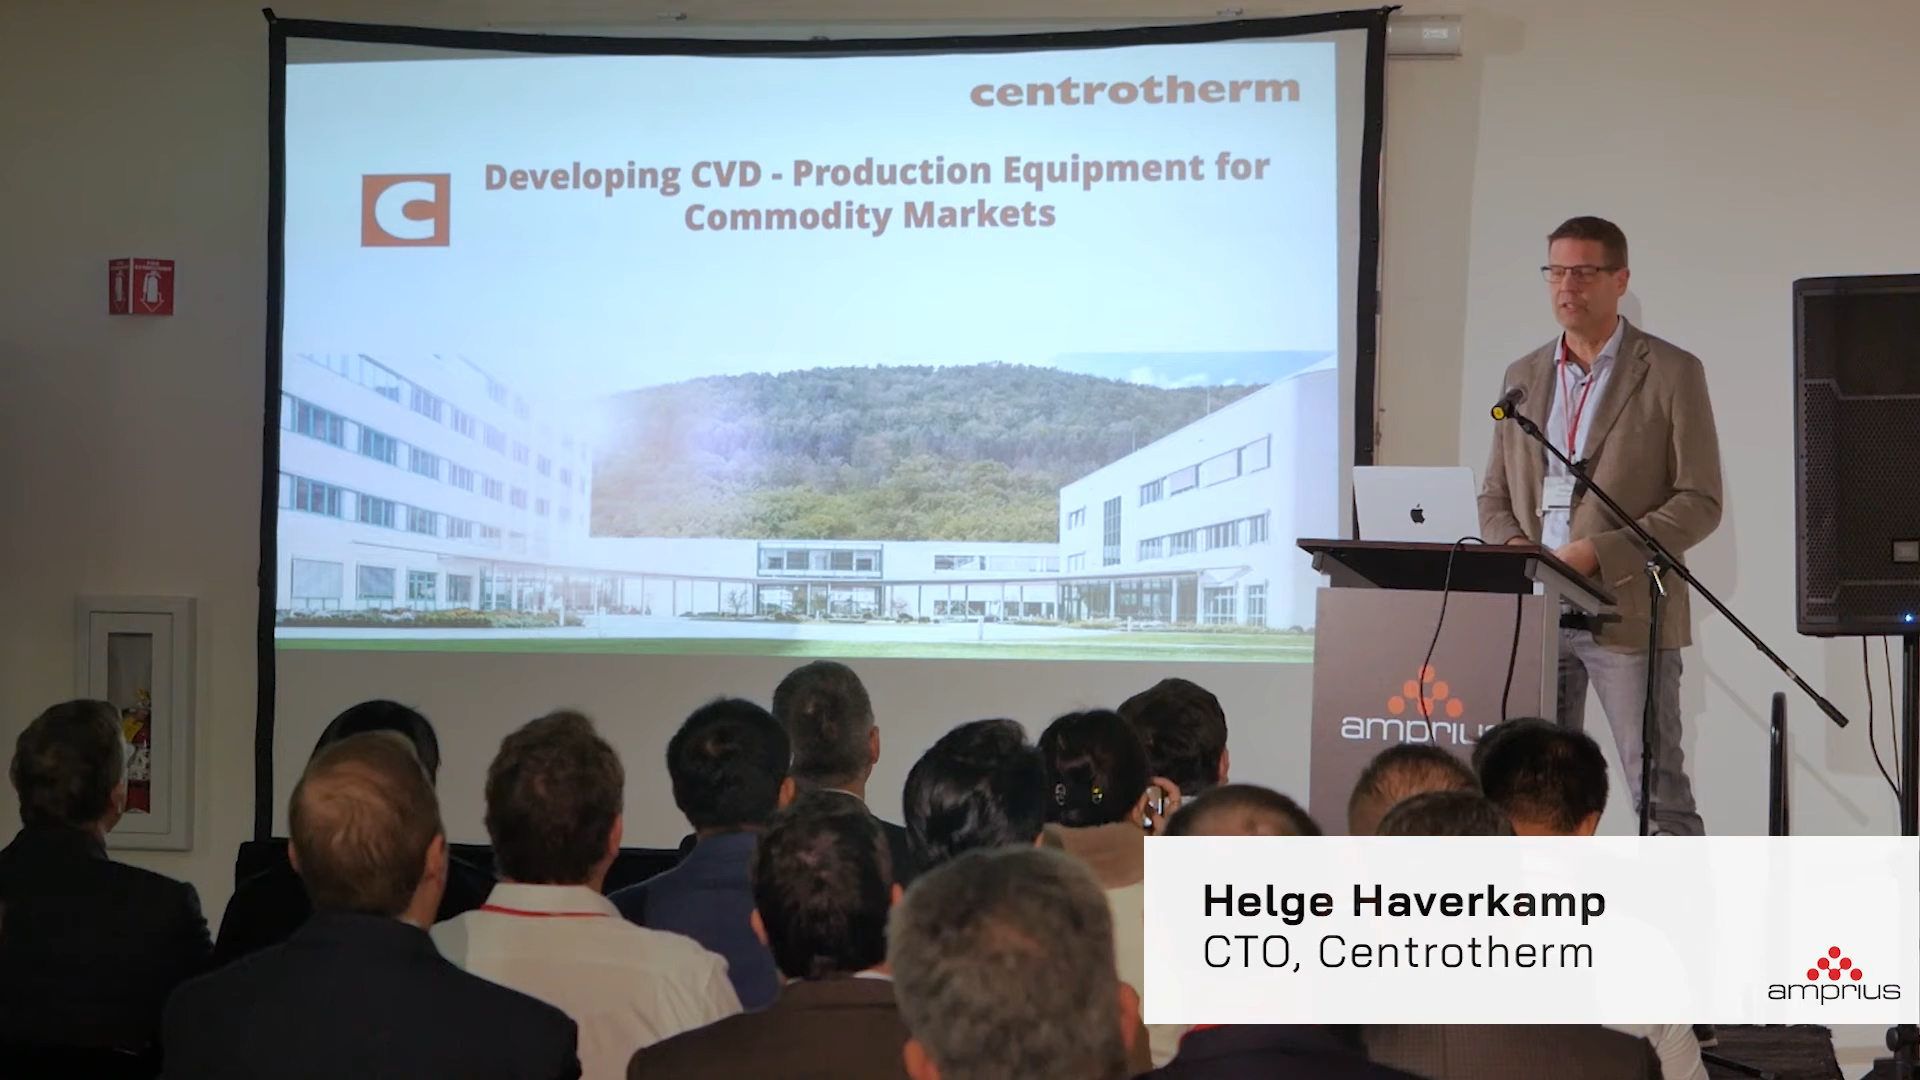 centrotherm
Developing CVD - Production Equipment for
Commodity Markets
amprius
Helge Haverkamp
CTO, Centrotherm
amprius